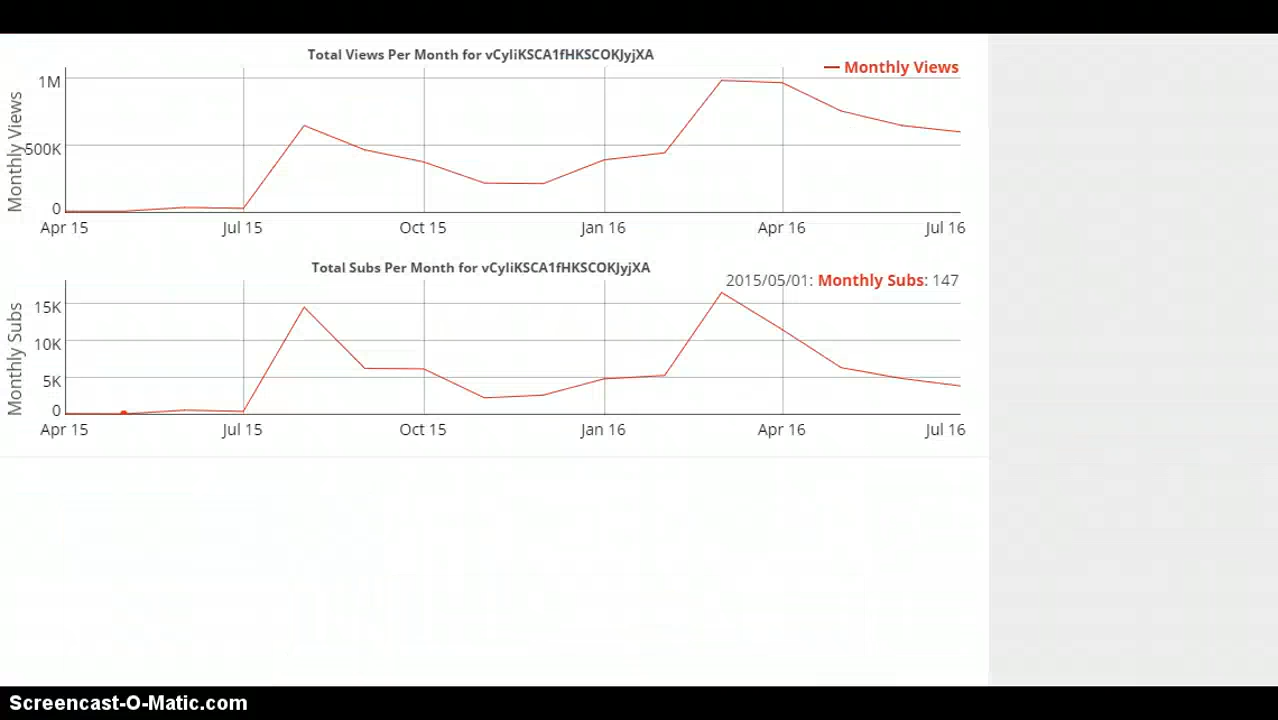 Total Views Per Month for vCyliKSCA1fHKSCOKJyjXA
Monthly Views
Monthly Views
1M
500K
0
Apr 15 Jul 15 Oct 15 Jan 16 Apr 16 Jul 16
Total Subs Per Month for vCyliKSCA1fHKSCOKJyjXA
2015/05/01: Monthly Subs: 147
Monthly Subs
15K
10K
5K
0
Apr 15 Jul 15 Oct 15 Jan 16 Apr 16 Jul 16
Screencast-O-Matic.com